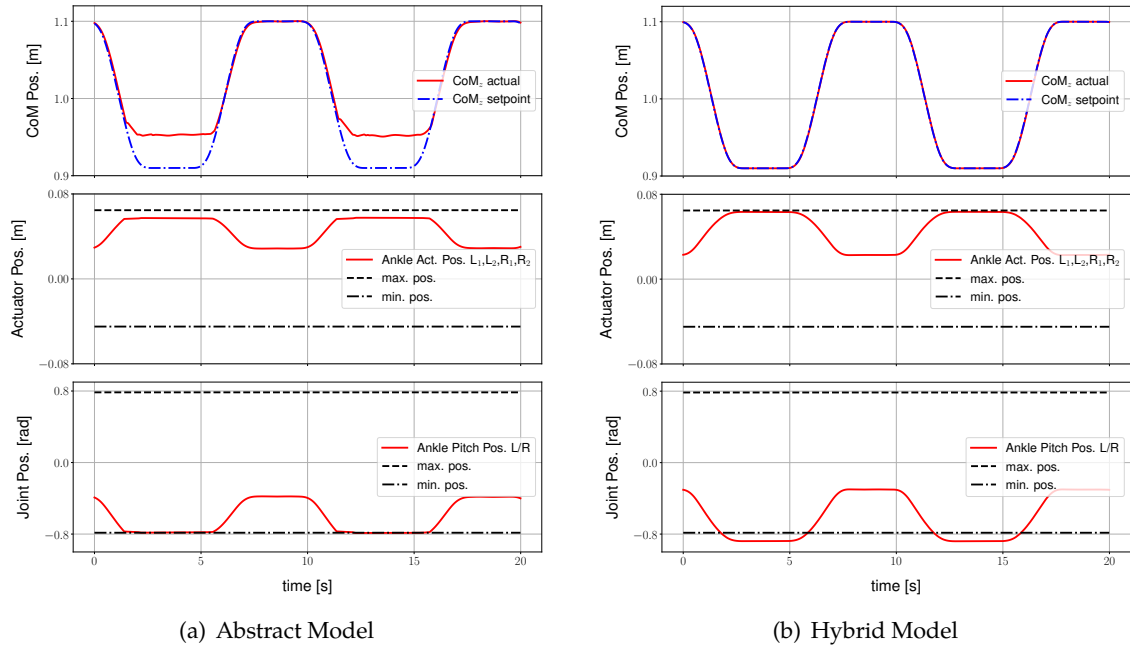 1.1
1.0
0.9
CoM Pos. [m]
CoM_z actual
CoM_z setpoint
0.08
0.00
−0.08
Actuator Pos. [m]
Ankle Act. Pos. L₁,L₂,R₁,R₂
max. pos.
min. pos.
0.8
0.0
−0.8
Joint Pos. [rad]
Ankle Pitch Pos. L/R
max. pos.
min. pos.
0 5 10 15 20
time [s]
(a) Abstract Model
1.1
1.0
0.9
CoM Pos. [m]
CoM_z actual
CoM_z setpoint
0.08
0.00
−0.08
Actuator Pos. [m]
Ankle Act. Pos. L₁,L₂,R₁,R₂
max. pos.
min. pos.
0.8
0.0
−0.8
Joint Pos. [rad]
Ankle Pitch Pos. L/R
max. pos.
min. pos.
0 5 10 15 20
time [s]
(b) Hybrid Model